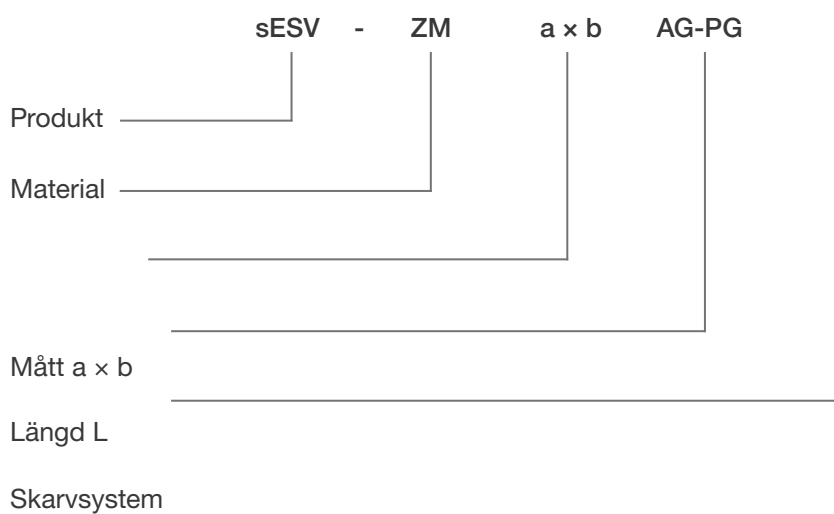 sESV - ZM a × b AG-PG
Produkt
Material
Mått a × b
Längd L
Skarvsystem